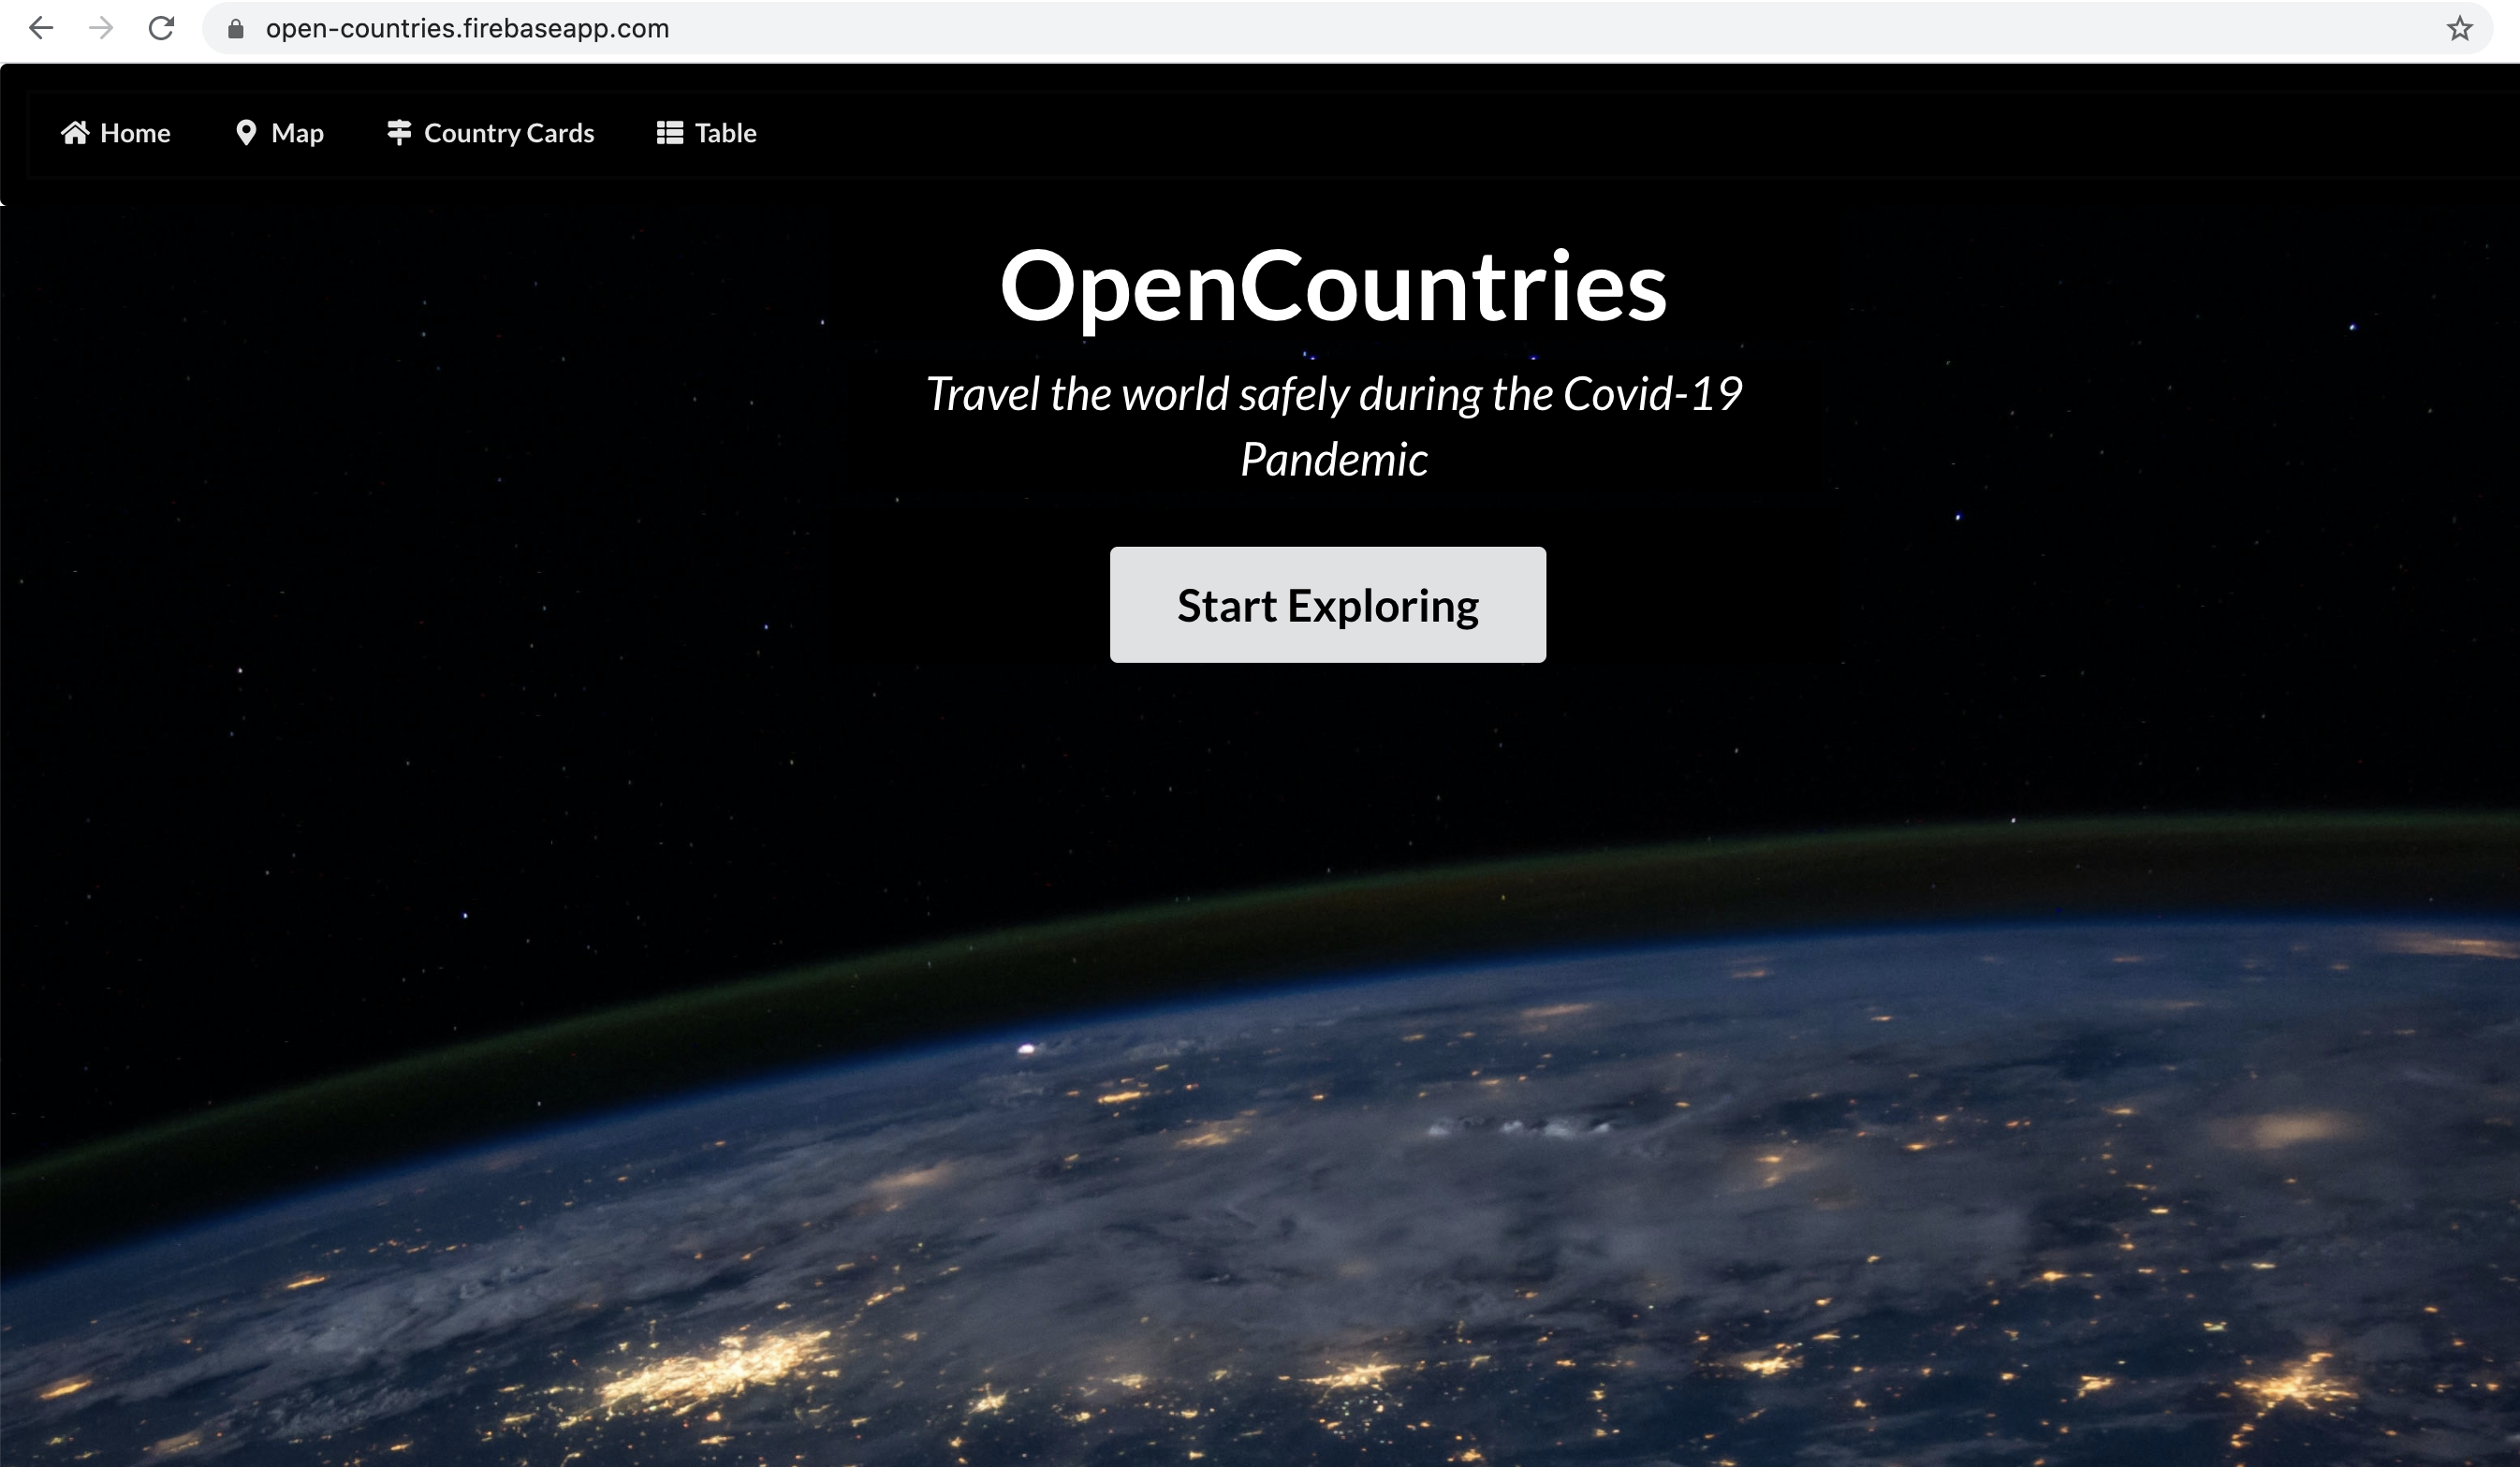 open-countries.firebaseapp.com
Home Map Country Cards Table
OpenCountries
Travel the world safely during the Covid-19
Pandemic
Start Exploring